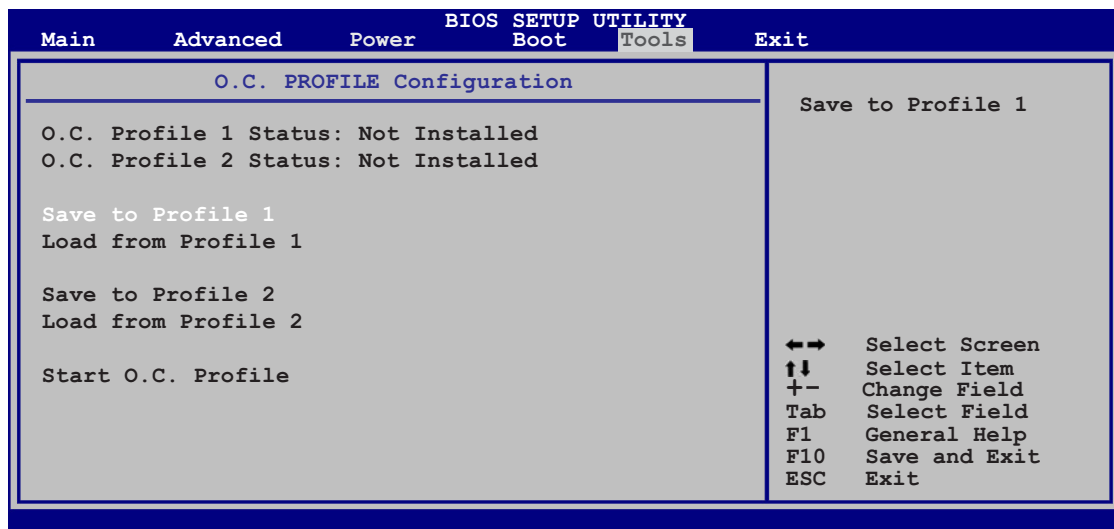 BIOS SETUP UTILITY
Main Advanced Power Boot Tools Exit
O.C. PROFILE Configuration
O.C. Profile 1 Status: Not Installed
O.C. Profile 2 Status: Not Installed
Save to Profile 1
Load from Profile 1
Save to Profile 2
Load from Profile 2
Start O.C. Profile
Save to Profile 1
←→ Select Screen
↑↓ Select Item
+- Change Field
Tab Select Field
F1 General Help
F10 Save and Exit
ESC Exit